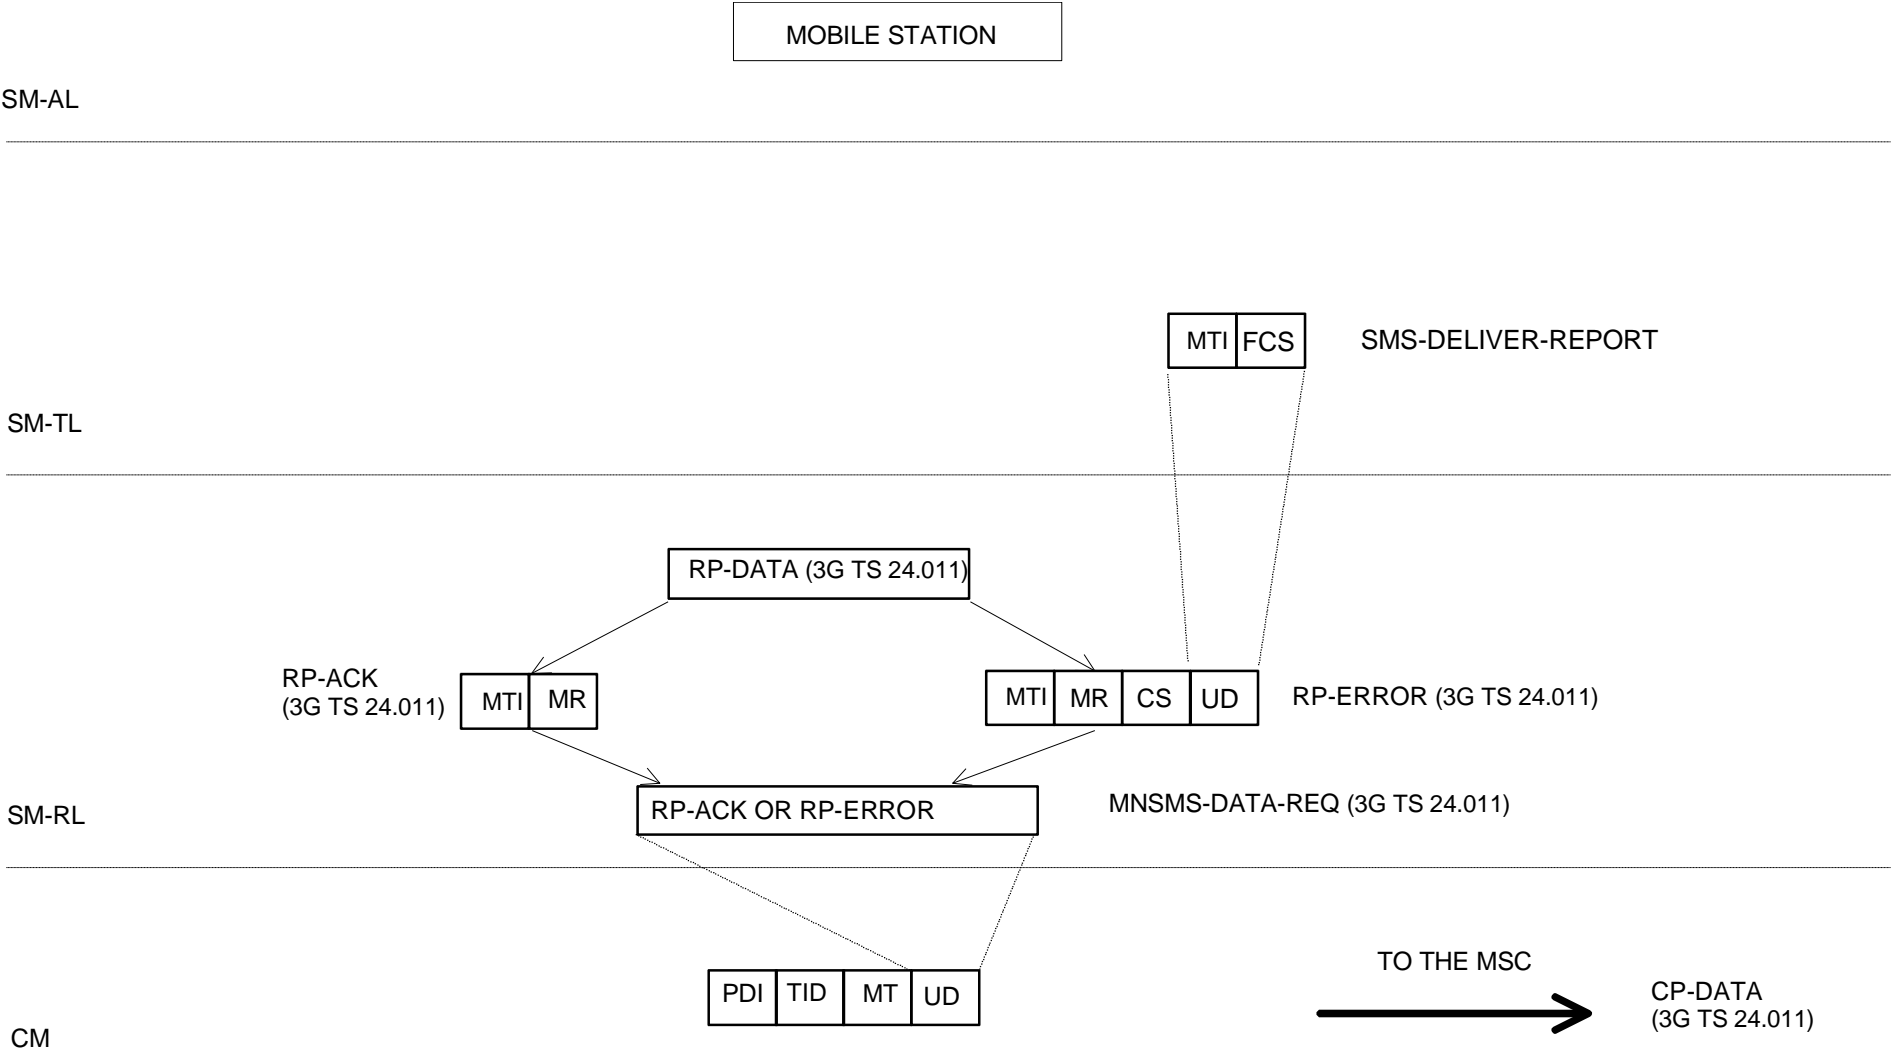 MOBILE STATION
SM-AL
MTI FCS SMS-DELIVER-REPORT
SM-TL
RP-DATA (3G TS 24.011)
RP-ACK
(3G TS 24.011)
MTI MR
MTI MR CS UD
RP-ERROR (3G TS 24.011)
RP-ACK OR RP-ERROR
MNSMS-DATA-REQ (3G TS 24.011)
SM-RL
PDI TID MT UD
TO THE MSC
CP-DATA
(3G TS 24.011)
CM